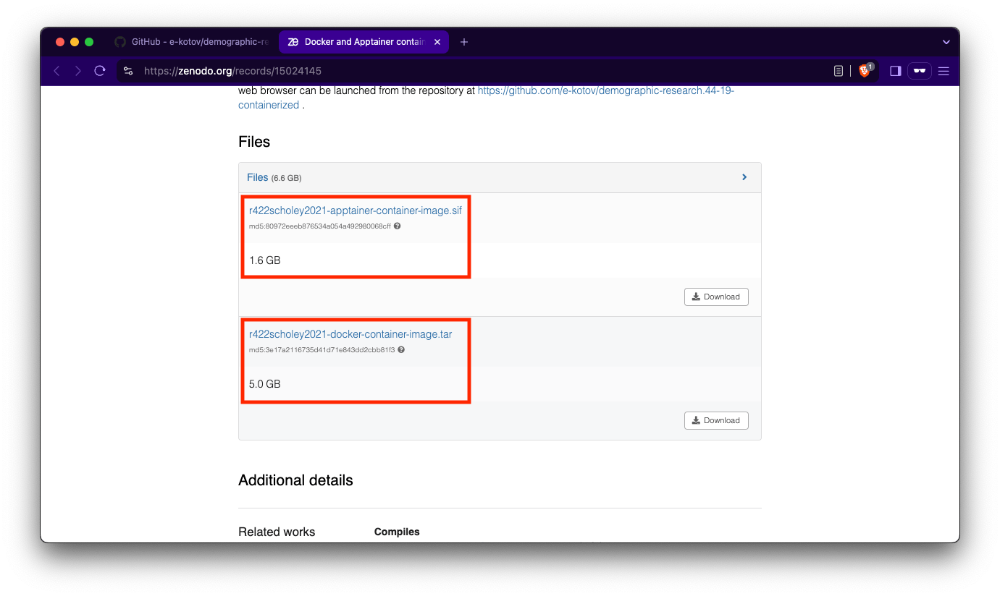 GitHub - e-kotov/demographic-re
Docker and Apptainer contain
https://zenodo.org/records/15024145
1
web browser can be launched from the repository at https://github.com/e-kotov/demographic-research.44-19-
containerized .
Files
Files (6.6 GB)
r422scholey2021-apptainer-container-image.sif
md5:80972eeeb876534a054a492980068cff
1.6 GB
Download
r422scholey2021-docker-container-image.tar
md5:3e17a2116735d41d71e843dd2cbb81f3
5.0 GB
Download
Additional details
Related works
Compiles